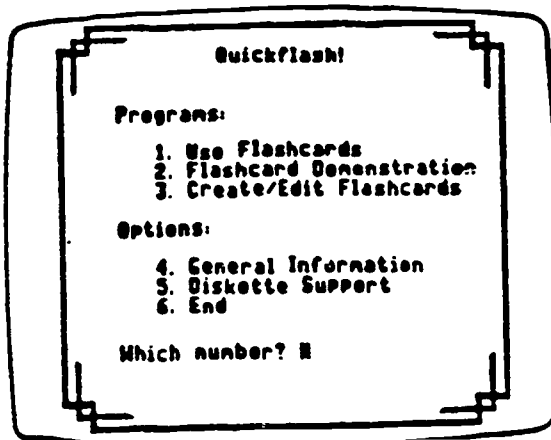 Quickflash!
Programs:
1. Use Flashcards
2. Flashcard Demonstration
3. Create/Edit Flashcards
Options:
4. General Information
5. Diskette Support
6. End
Which number?